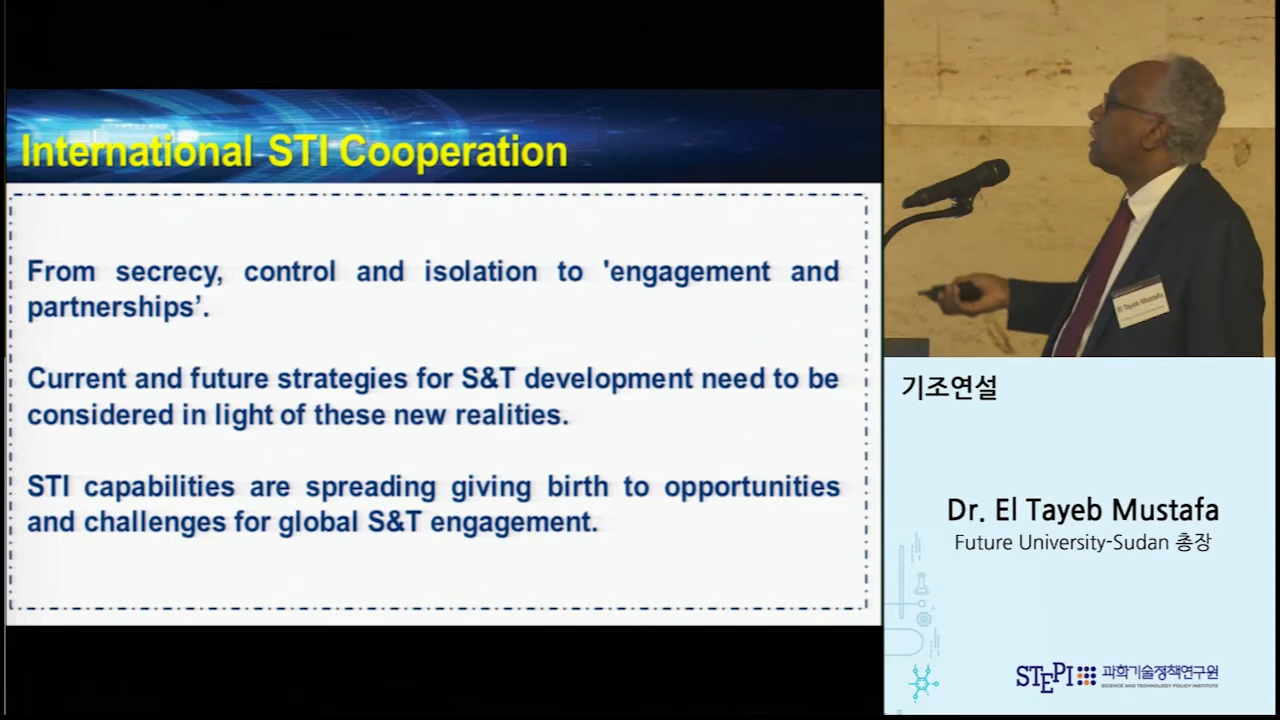 International STI Cooperation
From secrecy, control and isolation to 'engagement and
partnerships’.
Current and future strategies for S&T development need to be
considered in light of these new realities.
STI capabilities are spreading giving birth to opportunities
and challenges for global S&T engagement.
El Tayeb Mustafa
기조연설
Dr. El Tayeb Mustafa
Future University-Sudan 총장
STEPI 과학기술정책연구원
SCIENCE AND TECHNOLOGY POLICY INSTITUTE